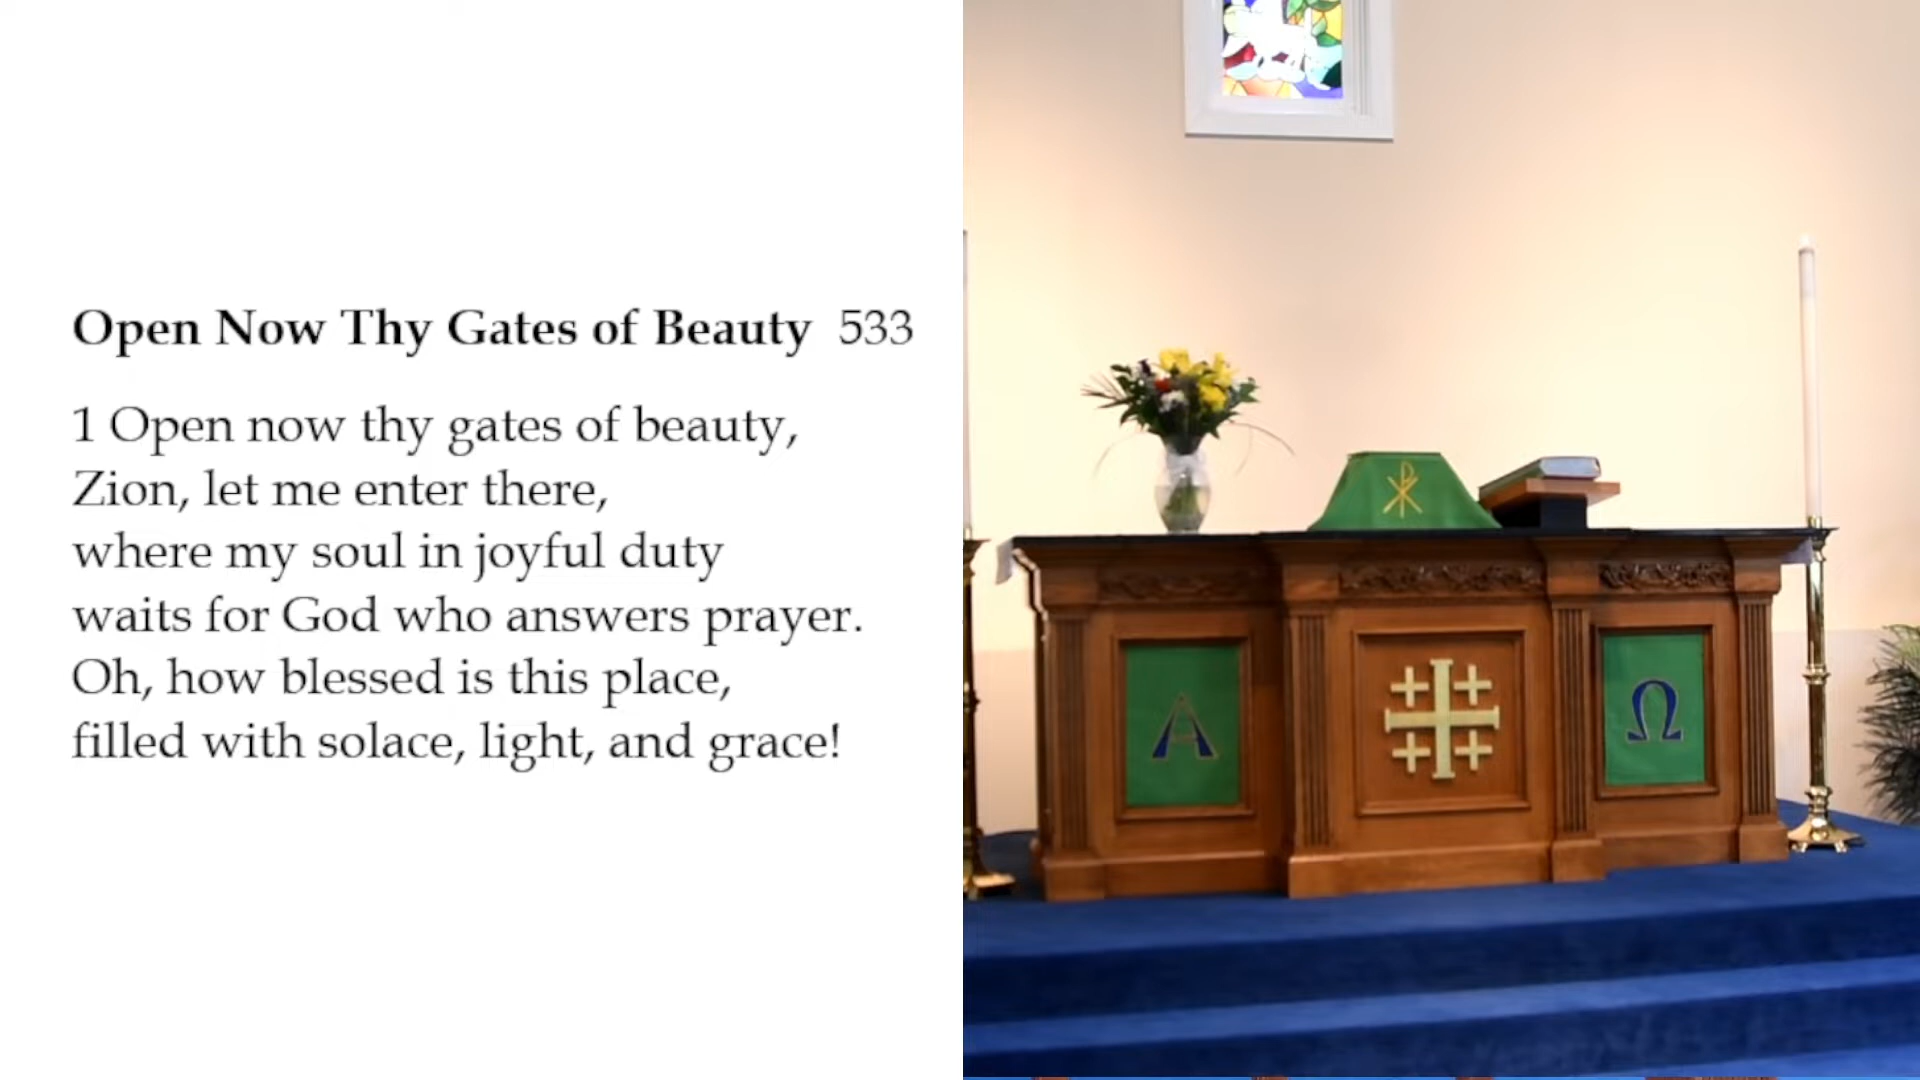 Open Now Thy Gates of Beauty 533
1 Open now thy gates of beauty,
Zion, let me enter there,
where my soul in joyful duty
waits for God who answers prayer.
Oh, how blessed is this place,
filled with solace, light, and grace!
Α
Ω